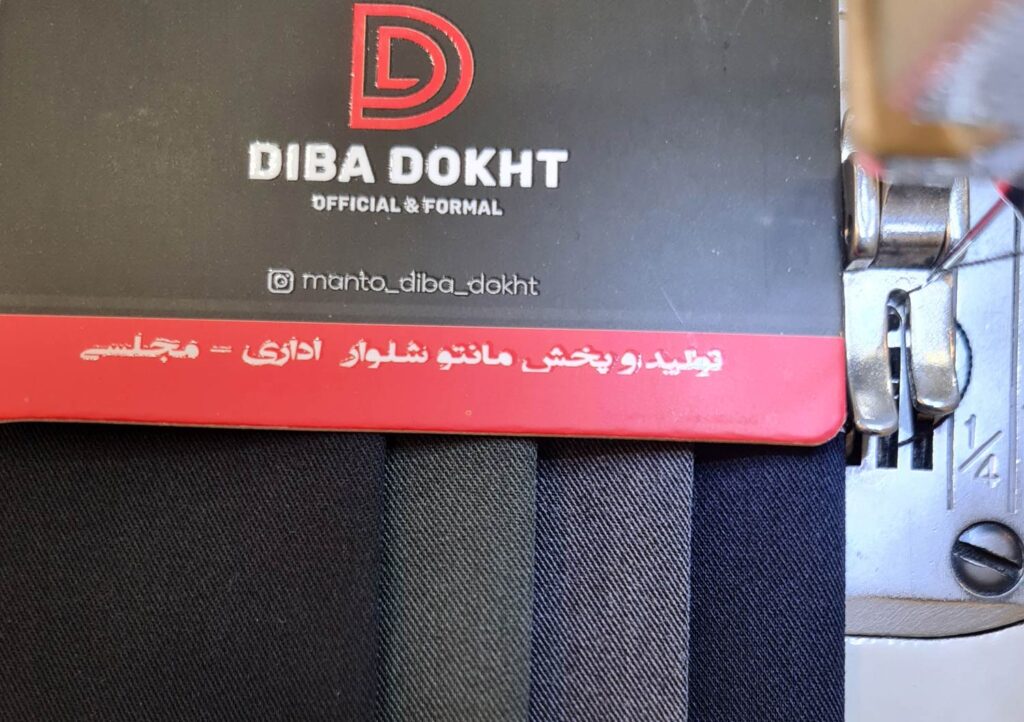 DIBA DOKHT
OFFICIAL & FORMAL
manto_diba_dokht
تولید و پخش مانتو شلوار اداری - مجلسی
1/4